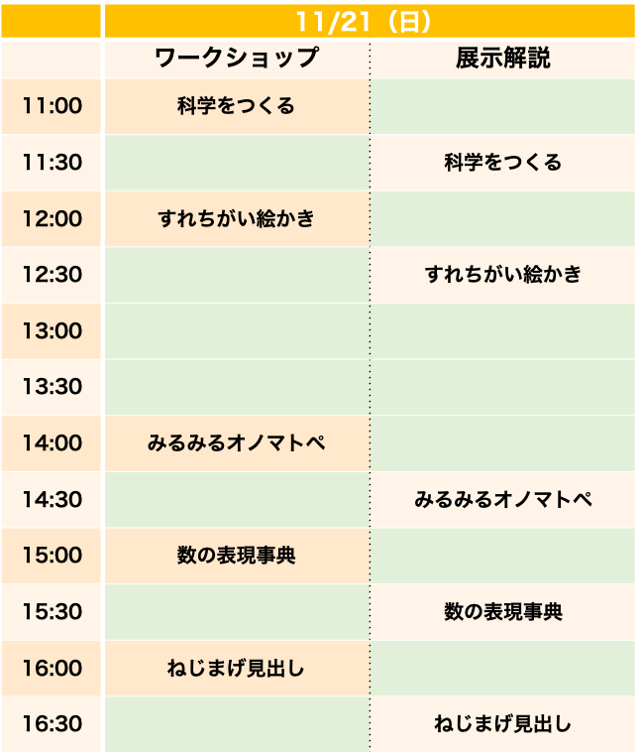 11/21（日）
ワークショップ 展示解説
11:00 科学をつくる
11:30 科学をつくる
12:00 すれちがい絵かき
12:30 すれちがい絵かき
13:00
13:30
14:00 みるみるオノマトペ
14:30 みるみるオノマトペ
15:00 数の表現事典
15:30 数の表現事典
16:00 ねじまげ見出し
16:30 ねじまげ見出し